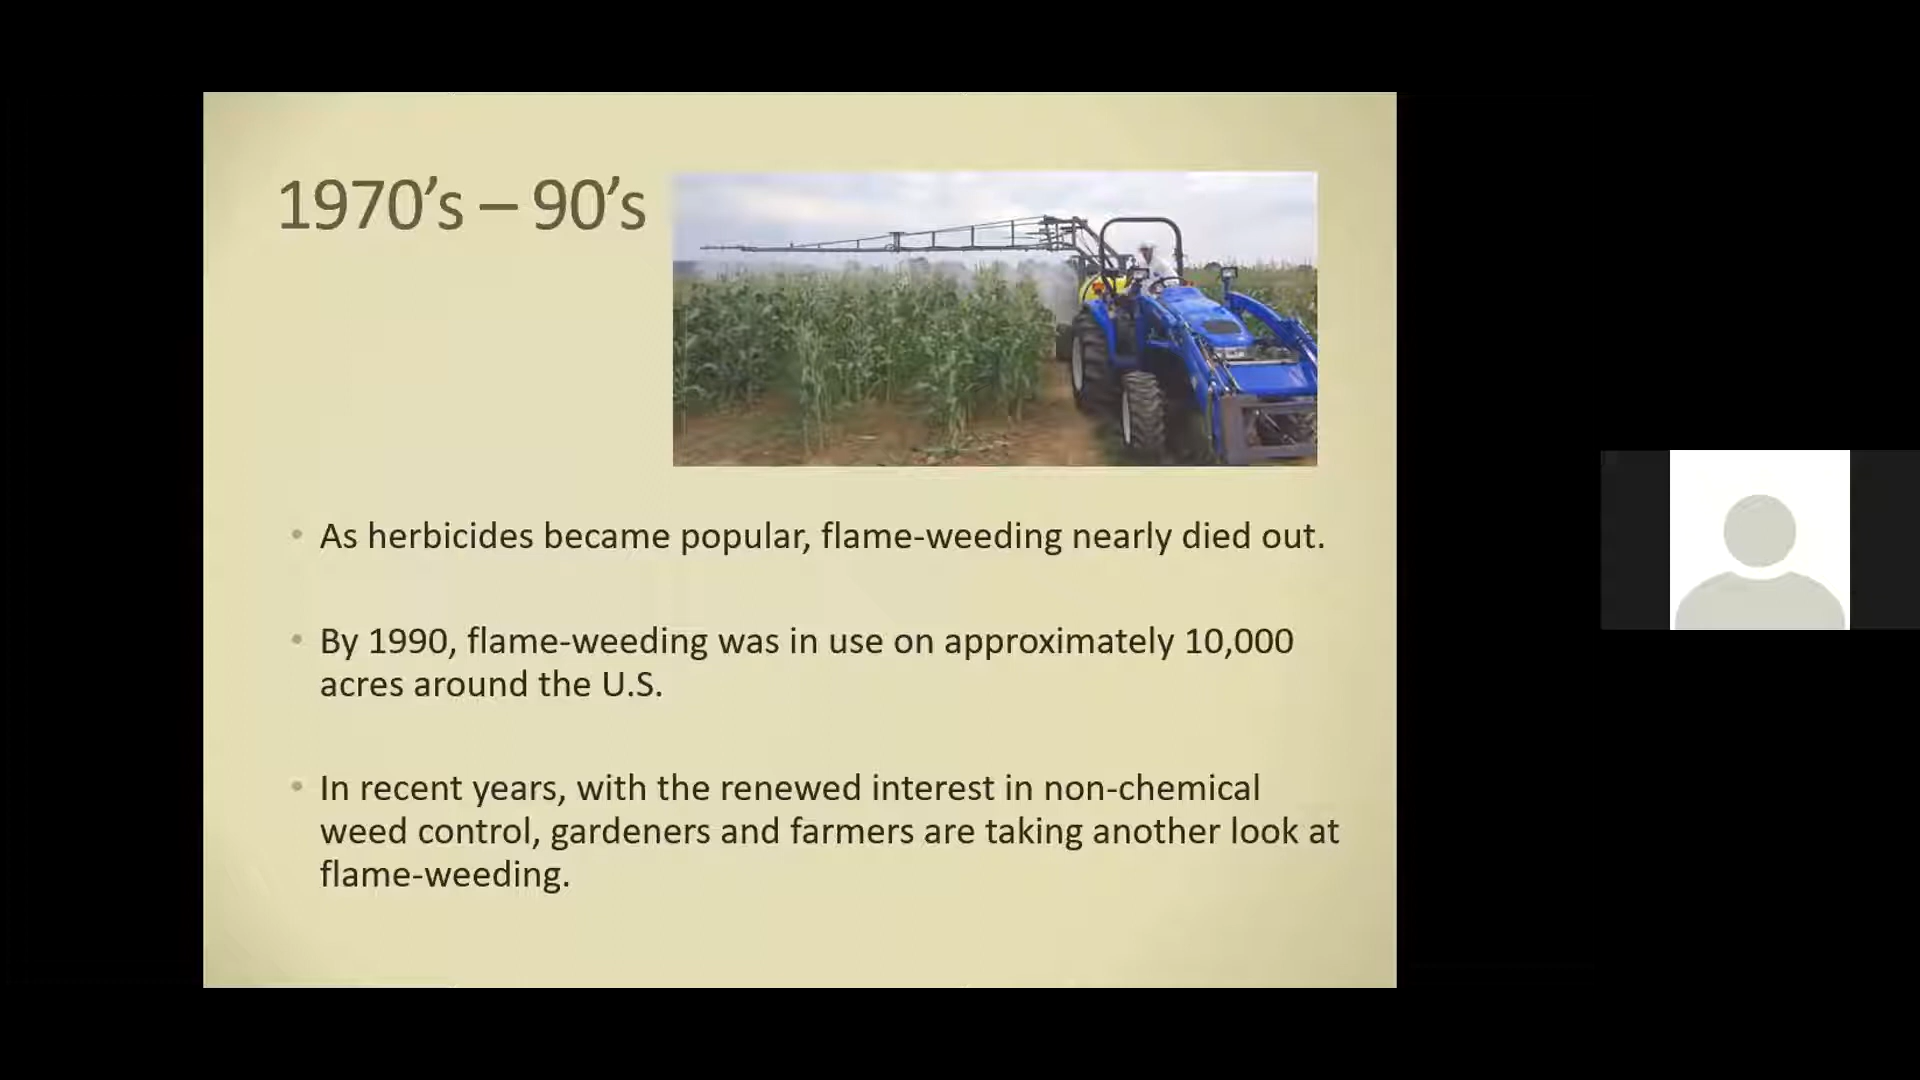 1970’s – 90’s
• As herbicides became popular, flame-weeding nearly died out.
• By 1990, flame-weeding was in use on approximately 10,000
acres around the U.S.
• In recent years, with the renewed interest in non-chemical
weed control, gardeners and farmers are taking another look at
flame-weeding.